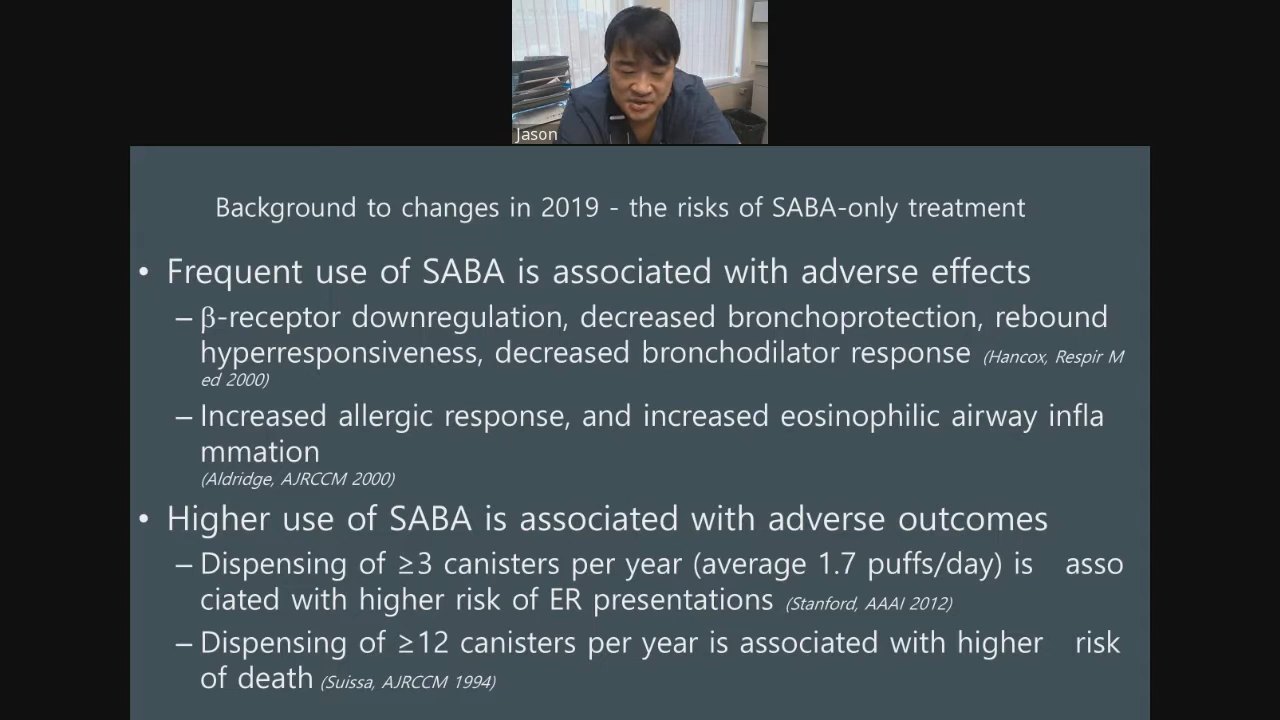 Jason
Background to changes in 2019 - the risks of SABA-only treatment
• Frequent use of SABA is associated with adverse effects
– β-receptor downregulation, decreased bronchoprotection, rebound
hyperresponsiveness, decreased bronchodilator response (Hancox, Respir M
ed 2000)
– Increased allergic response, and increased eosinophilic airway infla
mmation
(Aldridge, AJRCCM 2000)
• Higher use of SABA is associated with adverse outcomes
– Dispensing of ≥3 canisters per year (average 1.7 puffs/day) is asso
ciated with higher risk of ER presentations (Stanford, AAAI 2012)
– Dispensing of ≥12 canisters per year is associated with higher risk
of death (Suissa, AJRCCM 1994)